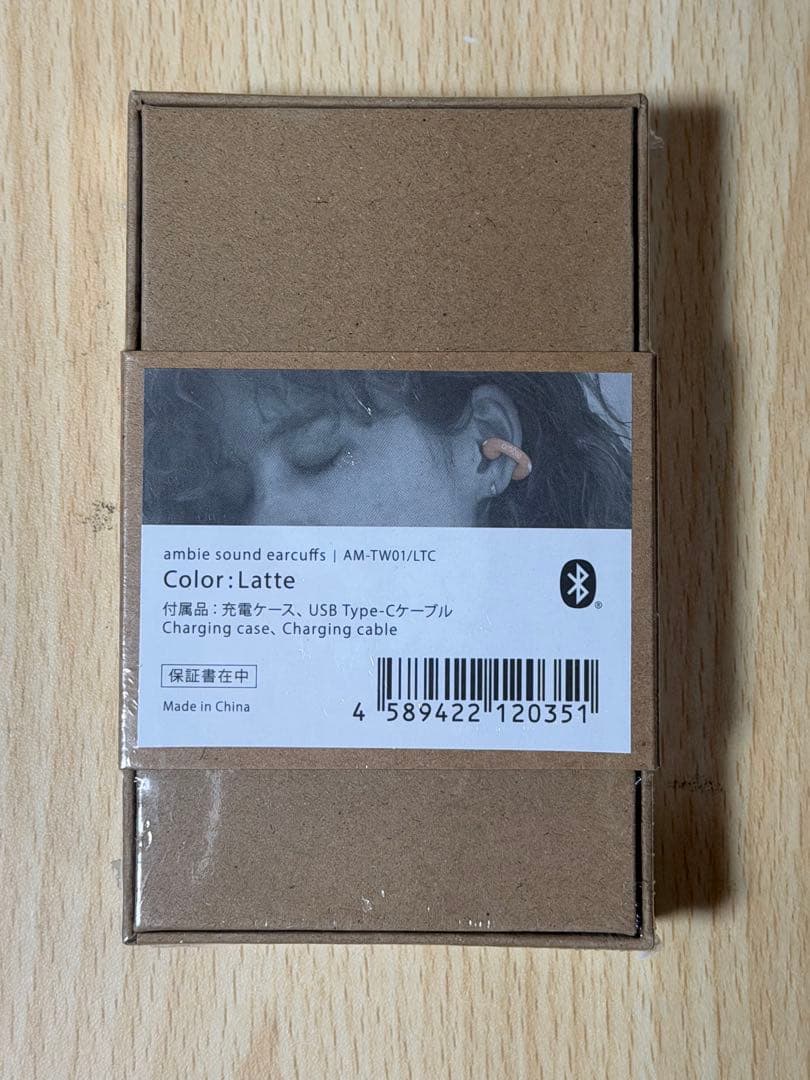 ambie sound earcuffs | AM-TW01/LTC
Color : Latte
付属品 : 充電ケース、USB Type-Cケーブル
Charging case、Charging cable
保証書在中
Made in China
4 589422 120351
®